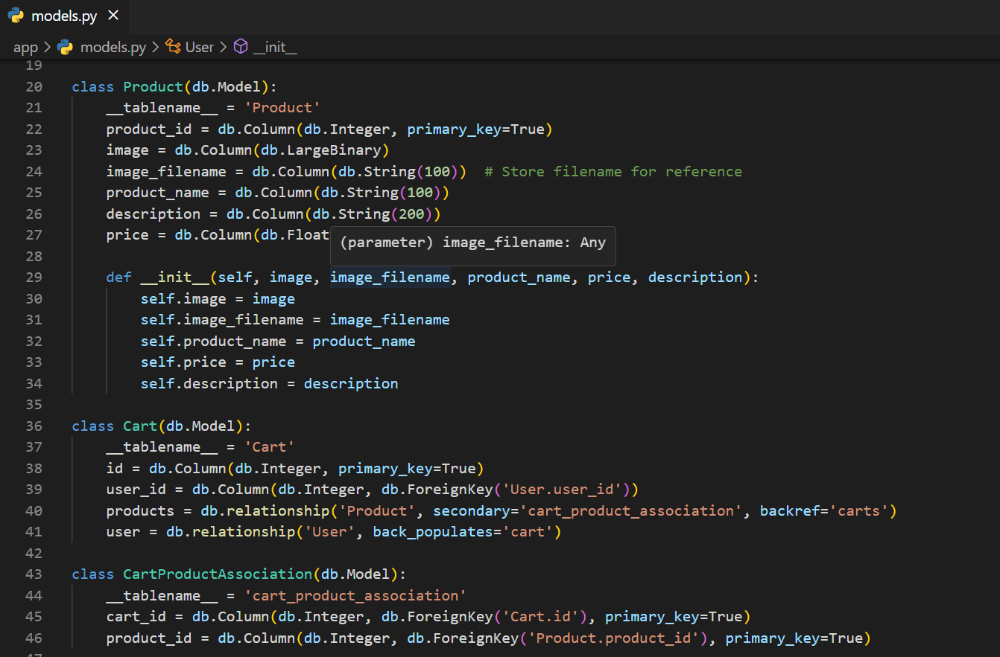 models.py
app > models.py > User > __init__
19
20 class Product(db.Model):
21     __tablename__ = 'Product'
22     product_id = db.Column(db.Integer, primary_key=True)
23     image = db.Column(db.LargeBinary)
24     image_filename = db.Column(db.String(100))  # Store filename for reference
25     product_name = db.Column(db.String(100))
26     description = db.Column(db.String(200))
27     price = db.Column(db.Float
(parameter) image_filename: Any
28
29     def __init__(self, image, image_filename, product_name, price, description):
30         self.image = image
31         self.image_filename = image_filename
32         self.product_name = product_name
33         self.price = price
34         self.description = description
35
36 class Cart(db.Model):
37     __tablename__ = 'Cart'
38     id = db.Column(db.Integer, primary_key=True)
39     user_id = db.Column(db.Integer, db.ForeignKey('User.user_id'))
40     products = db.relationship('Product', secondary='cart_product_association', backref='carts')
41     user = db.relationship('User', back_populates='cart')
42
43 class CartProductAssociation(db.Model):
44     __tablename__ = 'cart_product_association'
45     cart_id = db.Column(db.Integer, db.ForeignKey('Cart.id'), primary_key=True)
46     product_id = db.Column(db.Integer, db.ForeignKey('Product.product_id'), primary_key=True)